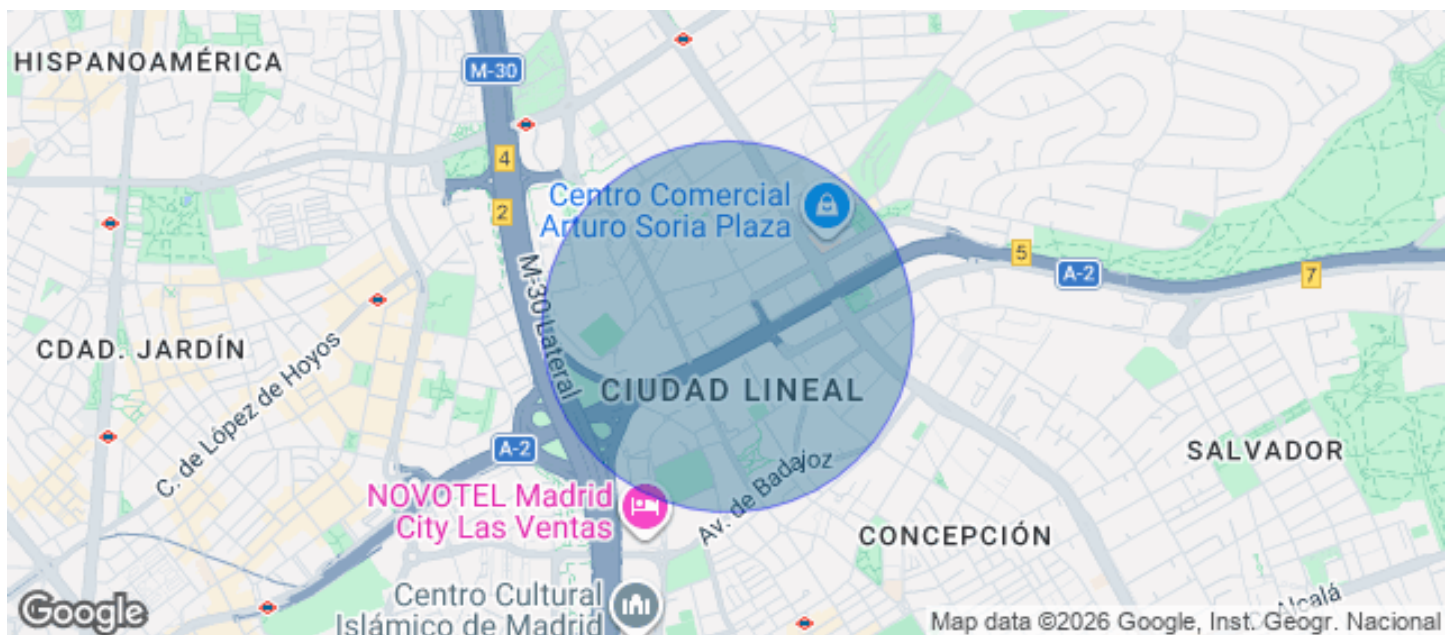 HISPANOAMÉRICA
M-30
4
2
Centro Comercial
Arturo Soria Plaza
5
A-2
7
M-30 Lateral
CDAD. JARDÍN
C. de López de Hoyos
CIUDAD LINEAL
A-2
SALVADOR
NOVOTEL Madrid
City Las Ventas
Av. de Badajoz
CONCEPCIÓN
Centro Cultural
Islámico de Madrid
Alcalá
Google
Map data ©2026 Google, Inst. Geogr. Nacional